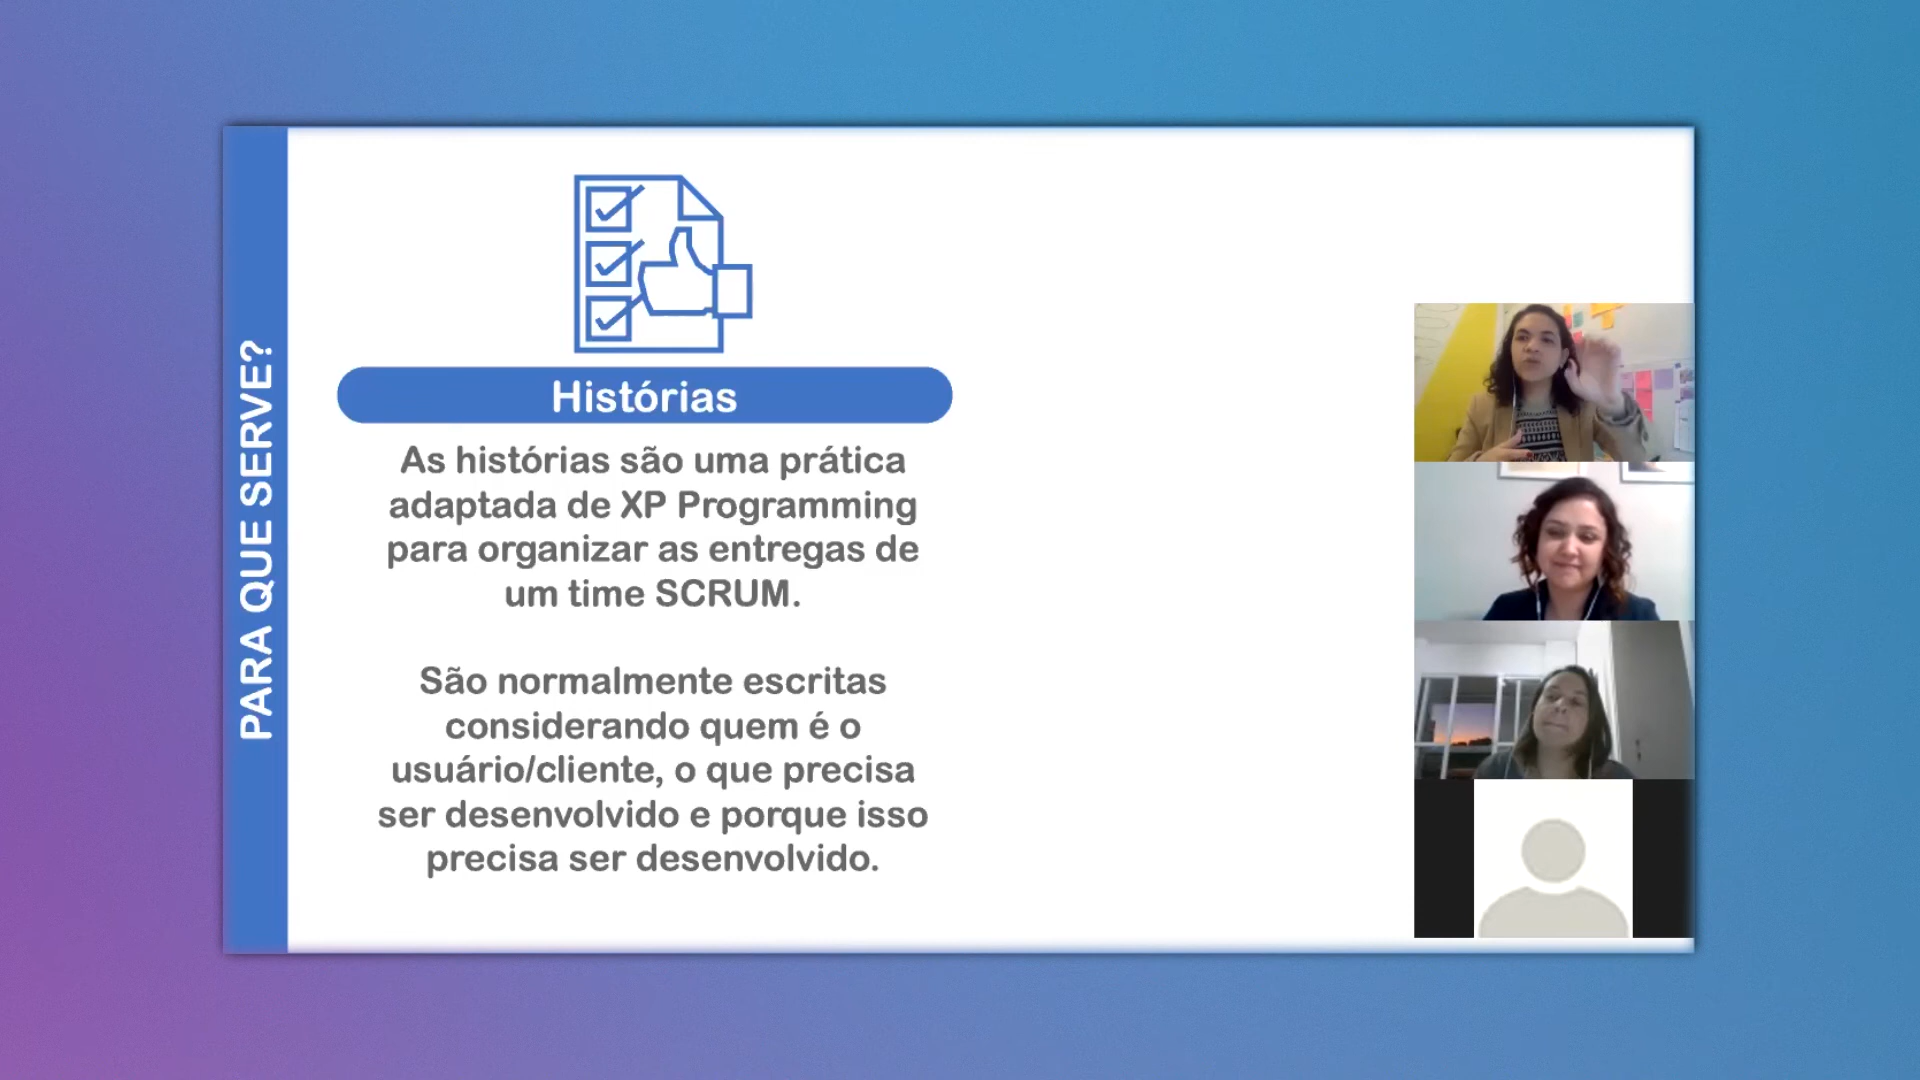 PARA QUE SERVE?
Histórias
As histórias são uma prática
adaptada de XP Programming
para organizar as entregas de
um time SCRUM.
São normalmente escritas
considerando quem é o
usuário/cliente, o que precisa
ser desenvolvido e porque isso
precisa ser desenvolvido.